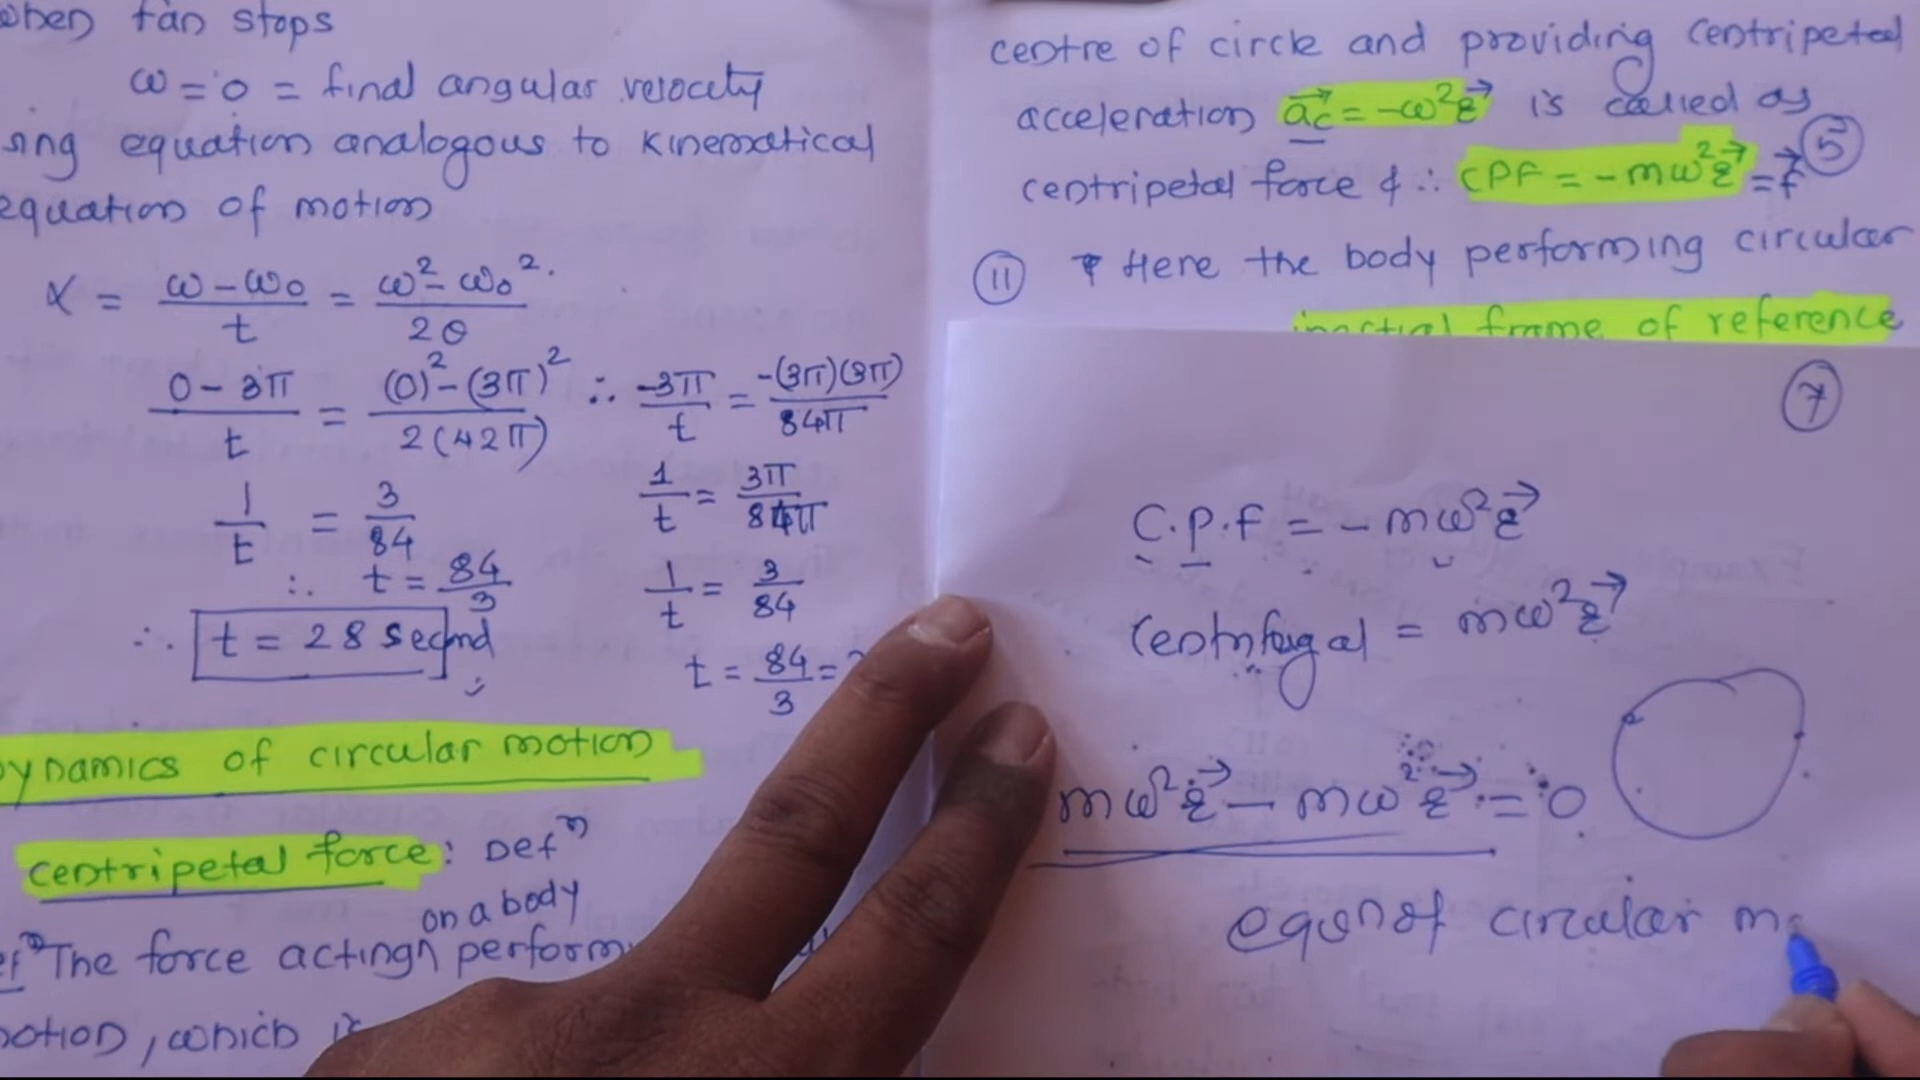 when fan stops
ω = 0 = final angular velocity
equation analogous to kinematical
equation of motion
α = ω - ω₀ / t = ω² - ω₀² / 2θ
0 - 3π / t = (0)² - (3π)² / 2(42π) ∴ -3π / t = -(3π)(3π) / 84π
1/t = 3/84
1/t = 3π / 84π
∴ t = 84/3
1/t = 3/84
∴ t = 28 second
t = 84/3 =
Dynamics of circular motion
centripetal force : Defⁿ
on a body
The force acting
, which
centre of circle and providing centripetal
acceleration a⃗c = -ω²r⃗ is called as
centripetal force & ∴ CPF = -mω²r⃗ = f⃗
5
11 Here the body performing circular
inertial frame of reference
7
C.P.F = -mω²r⃗
Centrifugal = mω²r⃗
mω²r⃗ - mω²r⃗ = 0
eqⁿ of circular m